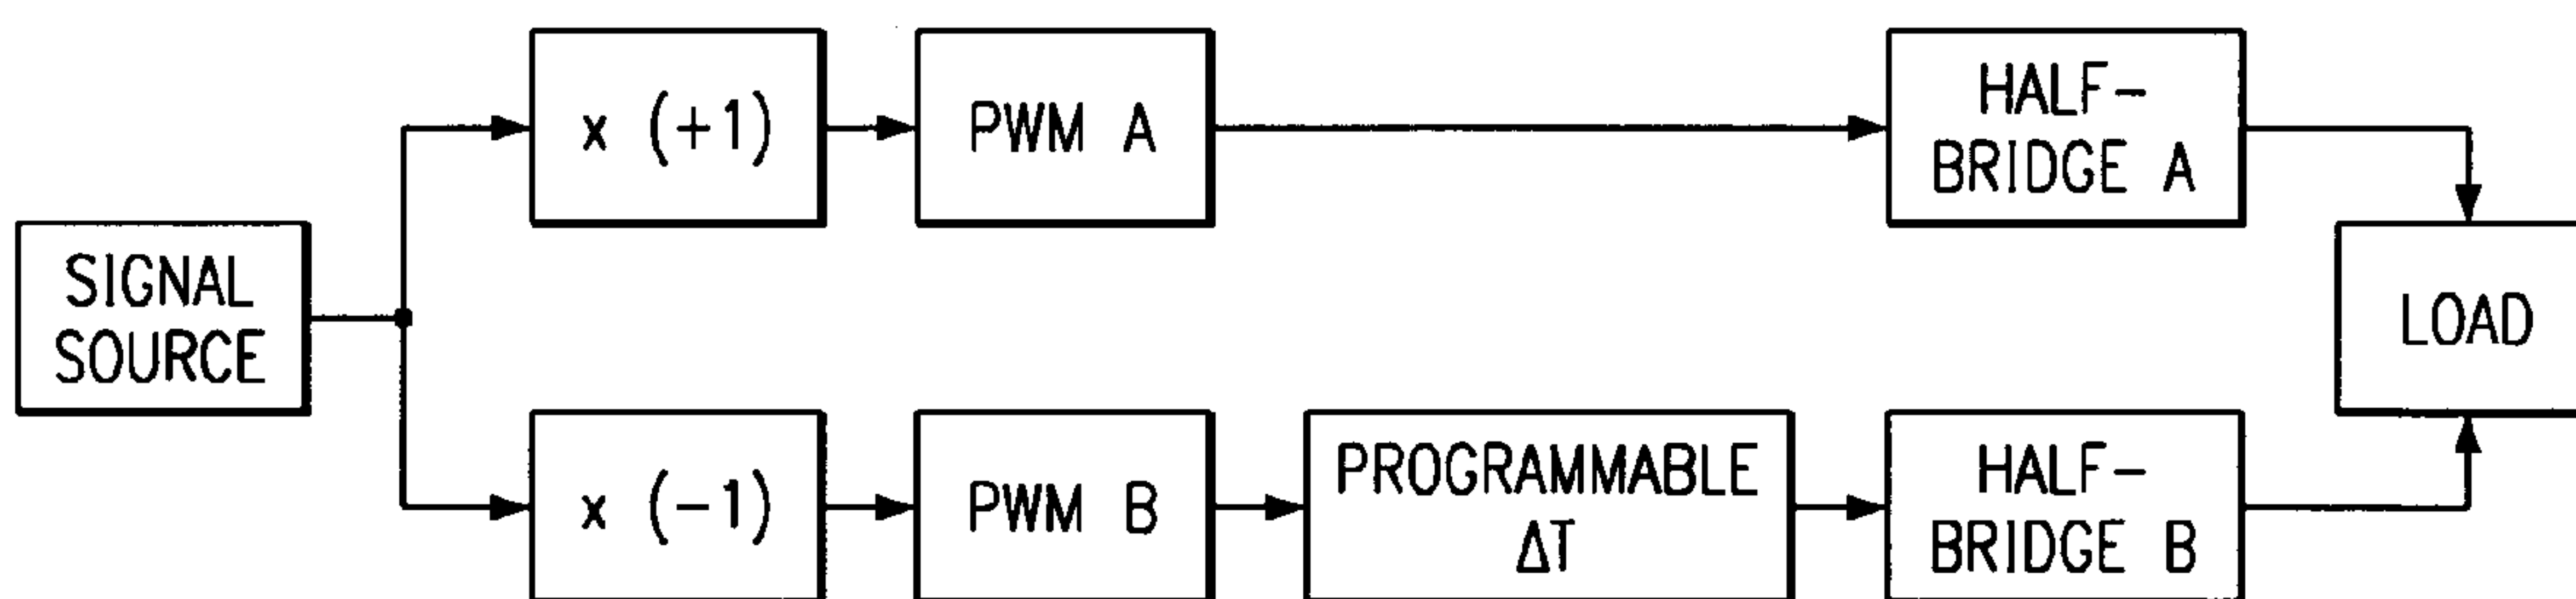 x (+1)
PWM A
HALF-
BRIDGE A
SIGNAL
SOURCE
LOAD
x (-1)
PWM B
PROGRAMMABLE
ΔT
HALF-
BRIDGE B